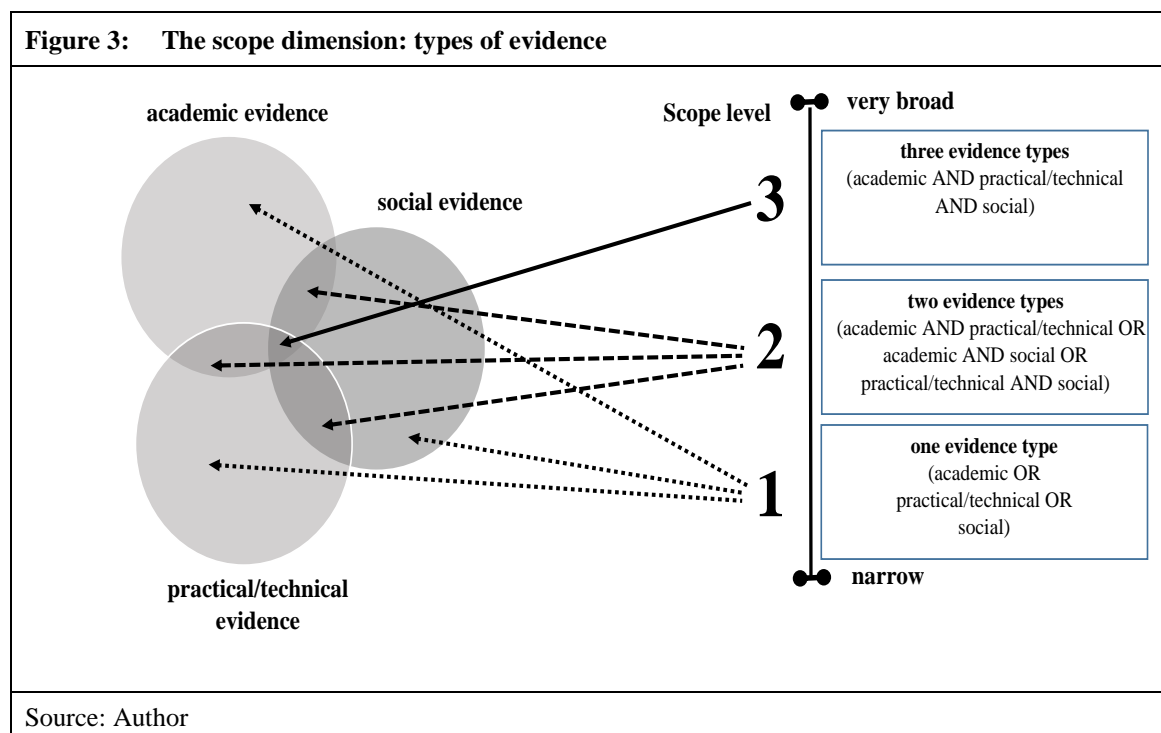 Figure 3: The scope dimension: types of evidence
academic evidence
social evidence
practical/technical
evidence
Scope level
very broad
3
three evidence types
(academic AND practical/technical
AND social)
2
two evidence types
(academic AND practical/technical OR
academic AND social OR
practical/technical AND social)
1
one evidence type
(academic OR
practical/technical OR
social)
narrow
Source: Author